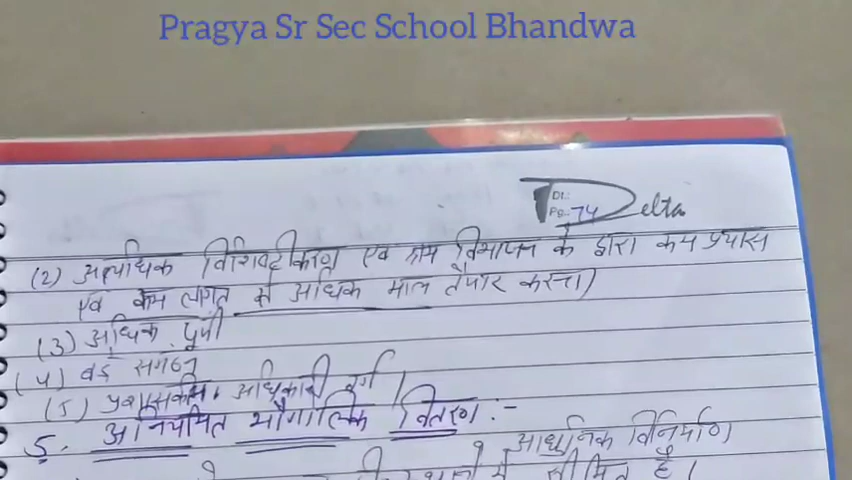 Pragya Sr Sec School Bhandwa
Dt.:
Pg.: 74 Delta
(2) अत्यधिक विशिष्टीकरण एवं श्रम विभाजन के द्वारा कम प्रयास
एवं कम लागत से अधिक माल तैयार करना)
(3) अधिक पूंजी
(4) बड़े संगठन
(5) प्रशासकीय अधिकारी वर्ग ।
5. अनियमित भौगोलिक वितरण :-
आधुनिक विनिर्माण
में सीमित है।